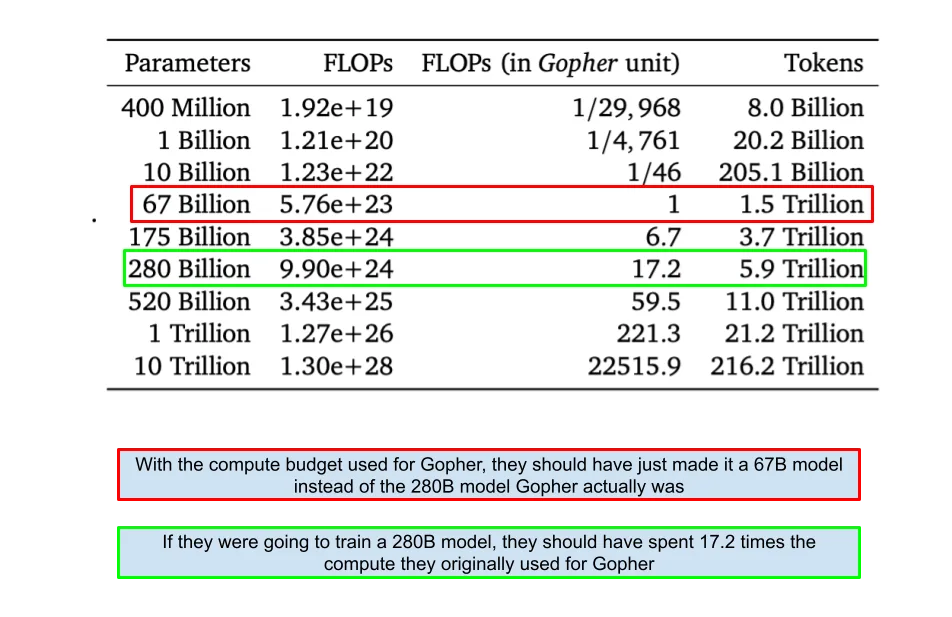 Parameters FLOPs FLOPs (in Gopher unit) Tokens
400 Million 1.92e+19 1/29,968 8.0 Billion
1 Billion 1.21e+20 1/4,761 20.2 Billion
10 Billion 1.23e+22 1/46 205.1 Billion
67 Billion 5.76e+23 1 1.5 Trillion
175 Billion 3.85e+24 6.7 3.7 Trillion
280 Billion 9.90e+24 17.2 5.9 Trillion
520 Billion 3.43e+25 59.5 11.0 Trillion
1 Trillion 1.27e+26 221.3 21.2 Trillion
10 Trillion 1.30e+28 22515.9 216.2 Trillion
With the compute budget used for Gopher, they should have just made it a 67B model
instead of the 280B model Gopher actually was
If they were going to train a 280B model, they should have spent 17.2 times the
compute they originally used for Gopher